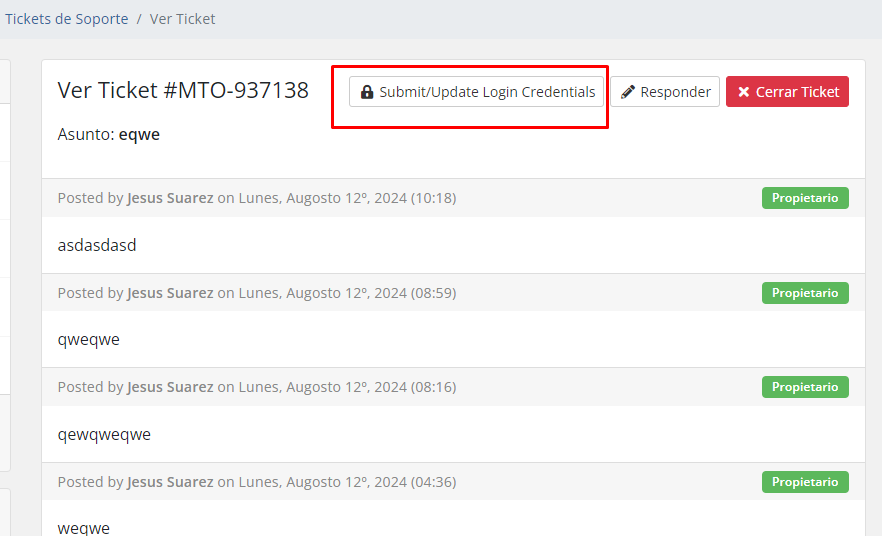 Tickets de Soporte / Ver Ticket
Ver Ticket #MTO-937138
Submit/Update Login Credentials
Responder
Cerrar Ticket
Asunto: eqwe
Posted by Jesus Suarez on Lunes, Augosto 12º, 2024 (10:18)
Propietario
asdasdasd
Posted by Jesus Suarez on Lunes, Augosto 12º, 2024 (08:59)
Propietario
qweqwe
Posted by Jesus Suarez on Lunes, Augosto 12º, 2024 (08:16)
Propietario
qewqweqwe
Posted by Jesus Suarez on Lunes, Augosto 12º, 2024 (04:36)
Propietario
weqwe